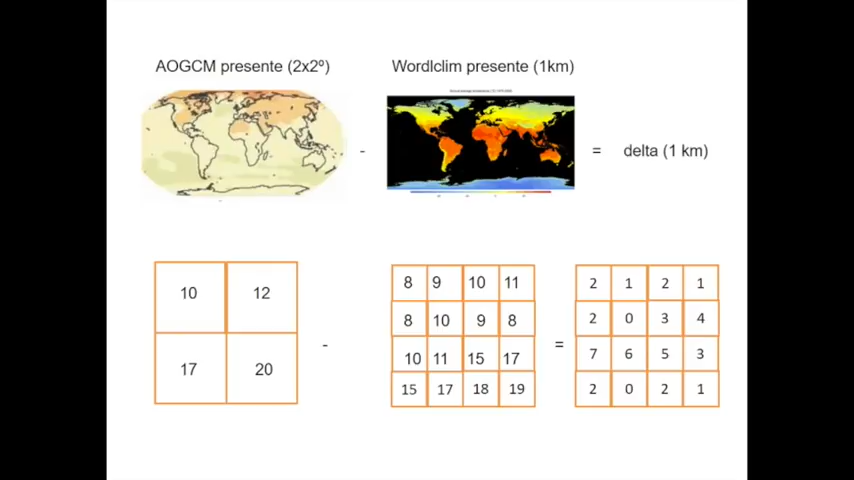 AOGCM presente (2x2º)
Wordlclim presente (1km)
-
= delta (1 km)
10 12
17 20
-
8 9 10 11
8 10 9 8
10 11 15 17
15 17 18 19
=
2 1 2 1
2 0 3 4
7 6 5 3
2 0 2 1